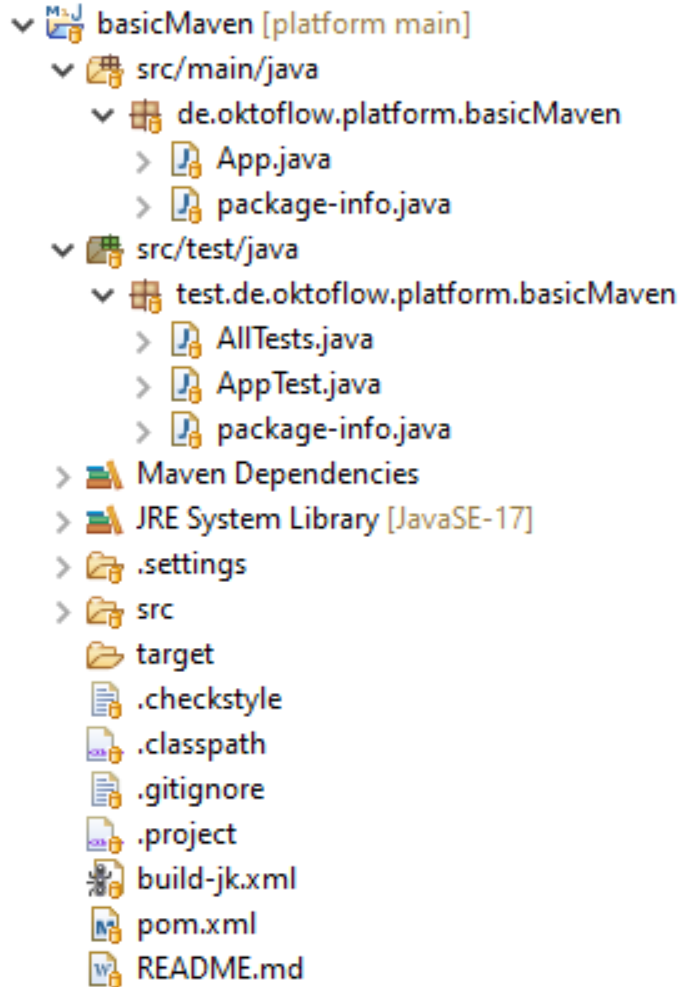 basicMaven [platform main]
src/main/java
de.oktoflow.platform.basicMaven
App.java
package-info.java
src/test/java
test.de.oktoflow.platform.basicMaven
AllTests.java
AppTest.java
package-info.java
Maven Dependencies
JRE System Library [JavaSE-17]
.settings
src
target
.checkstyle
.classpath
.gitignore
.project
build-jk.xml
pom.xml
README.md